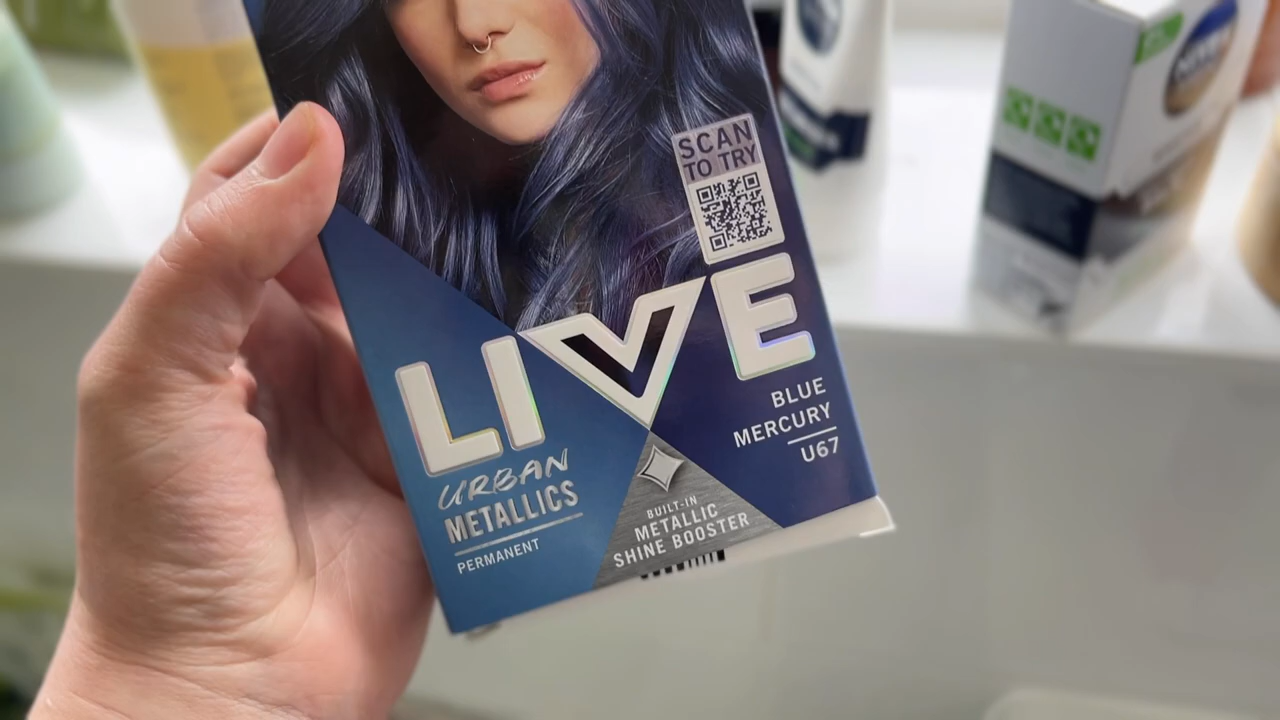 SCAN
TO TRY
LIVE
BLUE
MERCURY
U67
URBAN
METALLICS
PERMANENT
BUILT-IN
METALLIC
SHINE BOOSTER